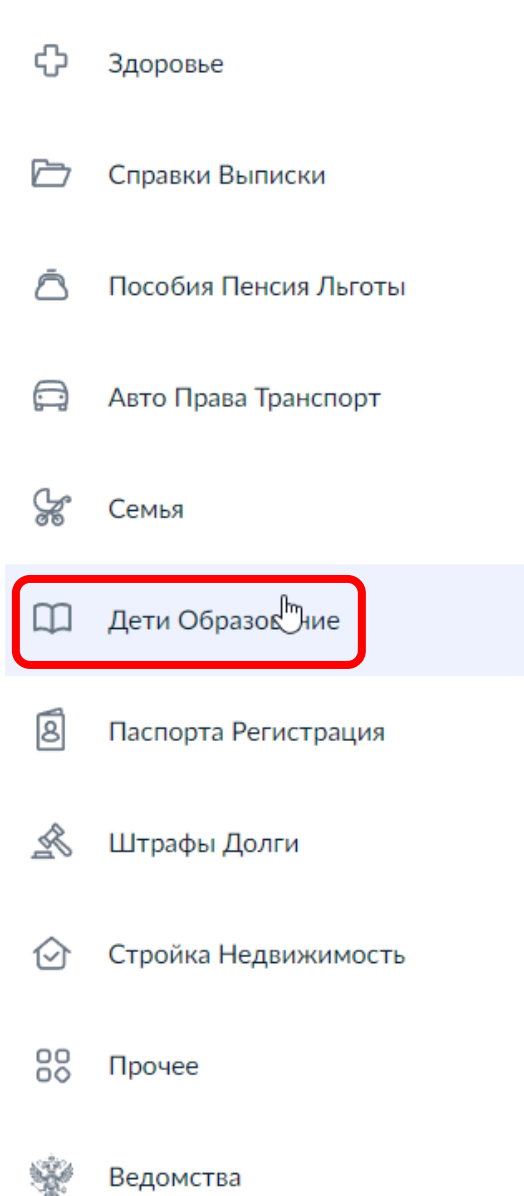 Здоровье
Справки Выписки
Пособия Пенсия Льготы
Авто Права Транспорт
Семья
Дети Образование
Паспорта Регистрация
Штрафы Долги
Стройка Недвижимость
Прочее
Ведомства